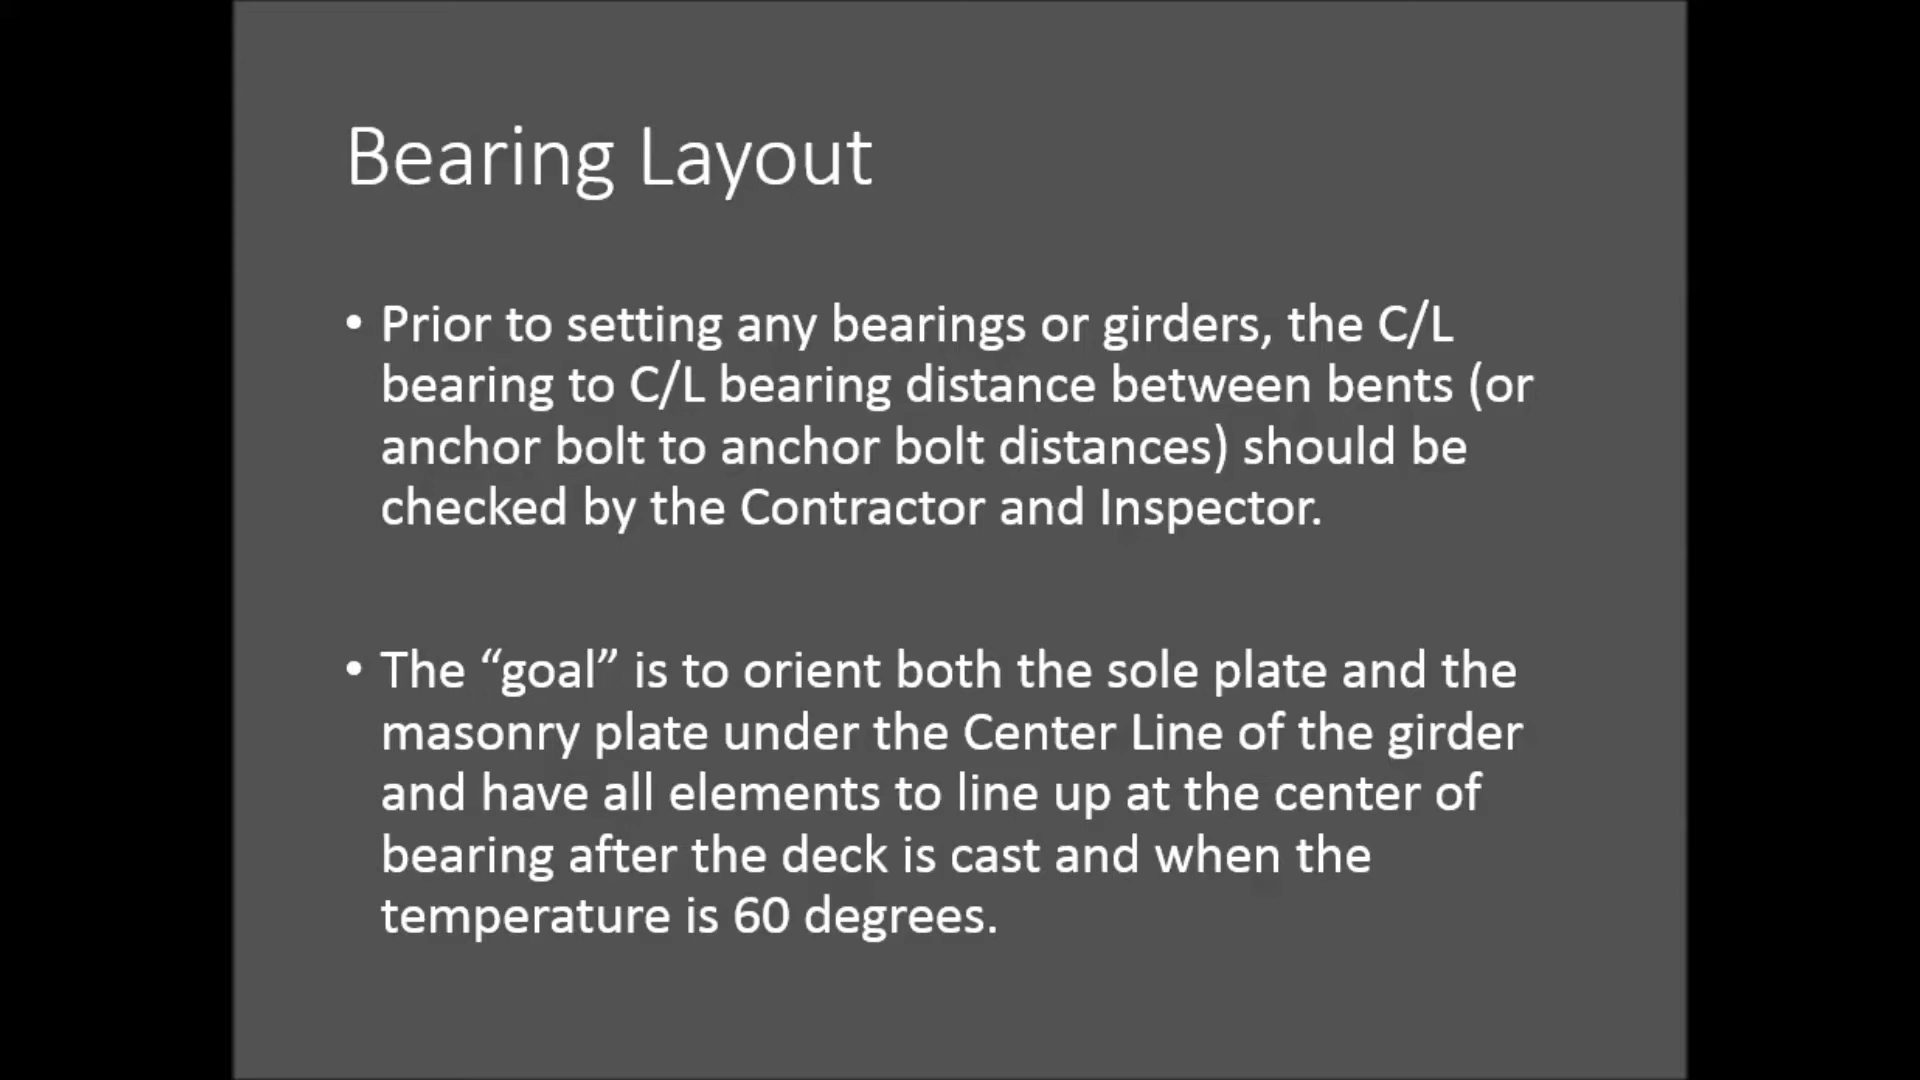 Bearing Layout
• Prior to setting any bearings or girders, the C/L
bearing to C/L bearing distance between bents (or
anchor bolt to anchor bolt distances) should be
checked by the Contractor and Inspector.
• The “goal” is to orient both the sole plate and the
masonry plate under the Center Line of the girder
and have all elements to line up at the center of
bearing after the deck is cast and when the
temperature is 60 degrees.